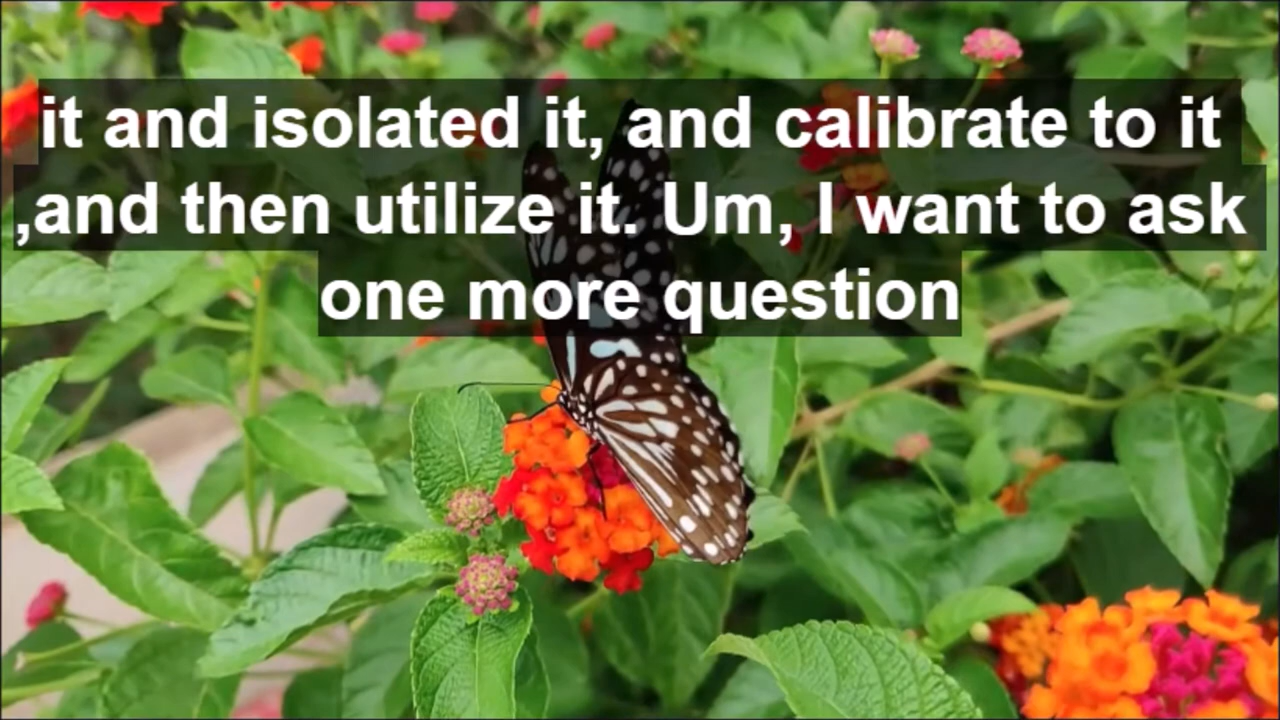 it and isolated it, and calibrate to it
,and then utilize it. Um, I want to ask
one more question